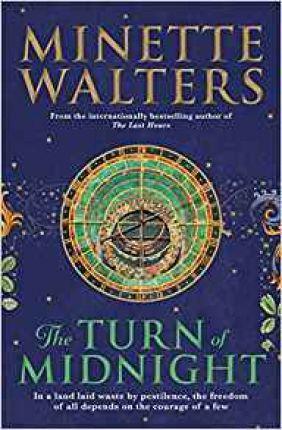 MINETTE
WALTERS
From the internationally bestselling author of
The Last Hours
The TURN of
MIDNIGHT
In a land laid waste by pestilence, the freedom
of all depends on the courage of a few